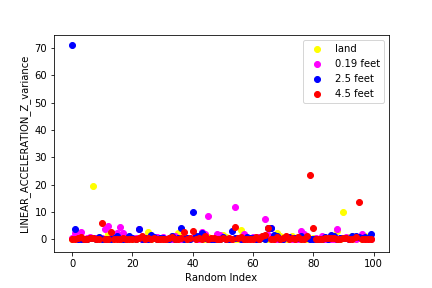 land
0.19 feet
2.5 feet
4.5 feet
70
60
50
40
30
20
10
0
LINEAR_ACCELERATION_Z_variance
0 20 40 60 80 100
Random Index